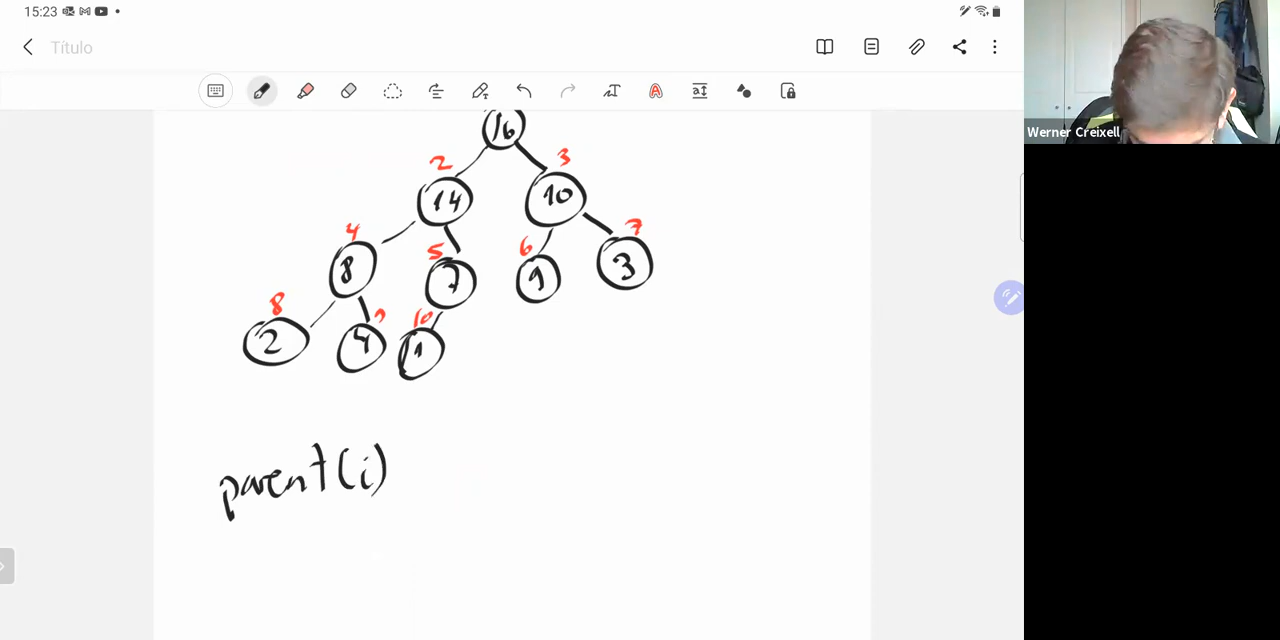 15:23
Título
16
2 3
14 10
4 5 6 7
8 7 9 3
8 9 10
2 4 1
parent(i)
Werner Creixell